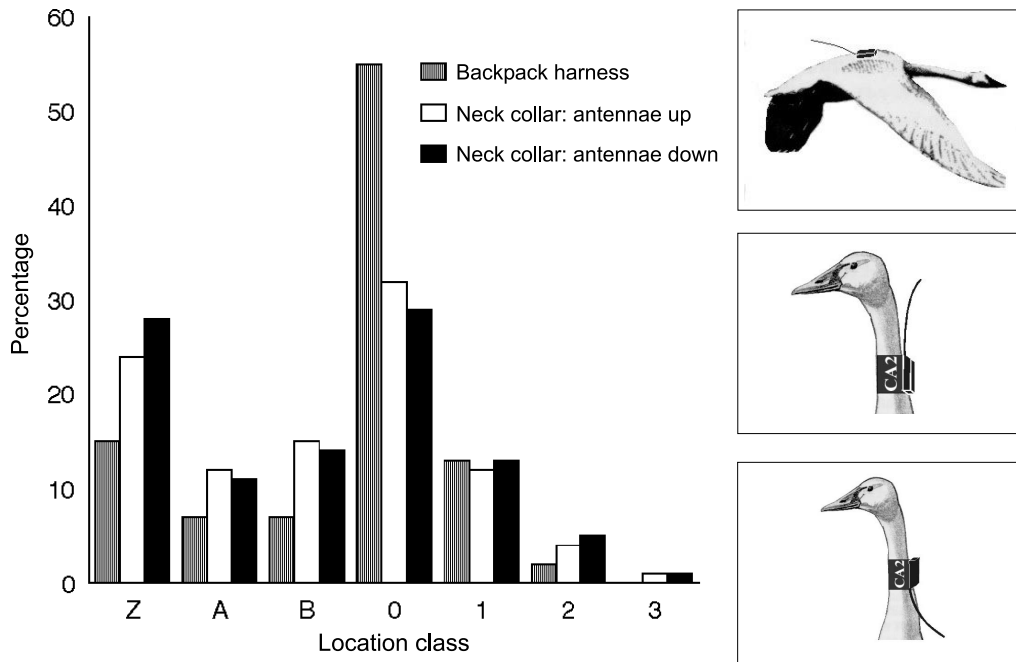 60
50
40
30
20
10
0
Percentage
Backpack harness
Neck collar: antennae up
Neck collar: antennae down
Z A B 0 1 2 3
Location class
CA2
CA2